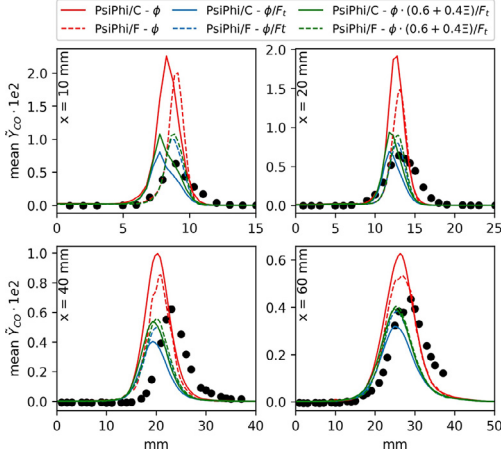 PsiPhi/C - ϕ PsiPhi/C - ϕ/F_t PsiPhi/C - ϕ·(0.6+0.4Ξ)/F_t
PsiPhi/F - ϕ PsiPhi/F - ϕ/F_t PsiPhi/F - ϕ·(0.6+0.4Ξ)/F_t
mean Ỹ_CO · 1e2
x = 10 mm
2.0
1.5
1.0
0.5
0.0
0 5 10 15
x = 20 mm
2.0
1.5
1.0
0.5
0.0
0 5 10 15 20 25
mean Ỹ_CO · 1e2
x = 40 mm
1.0
0.8
0.6
0.4
0.2
0.0
0 10 20 30 40
mm
x = 60 mm
0.6
0.4
0.2
0.0
0 10 20 30 40 50
mm